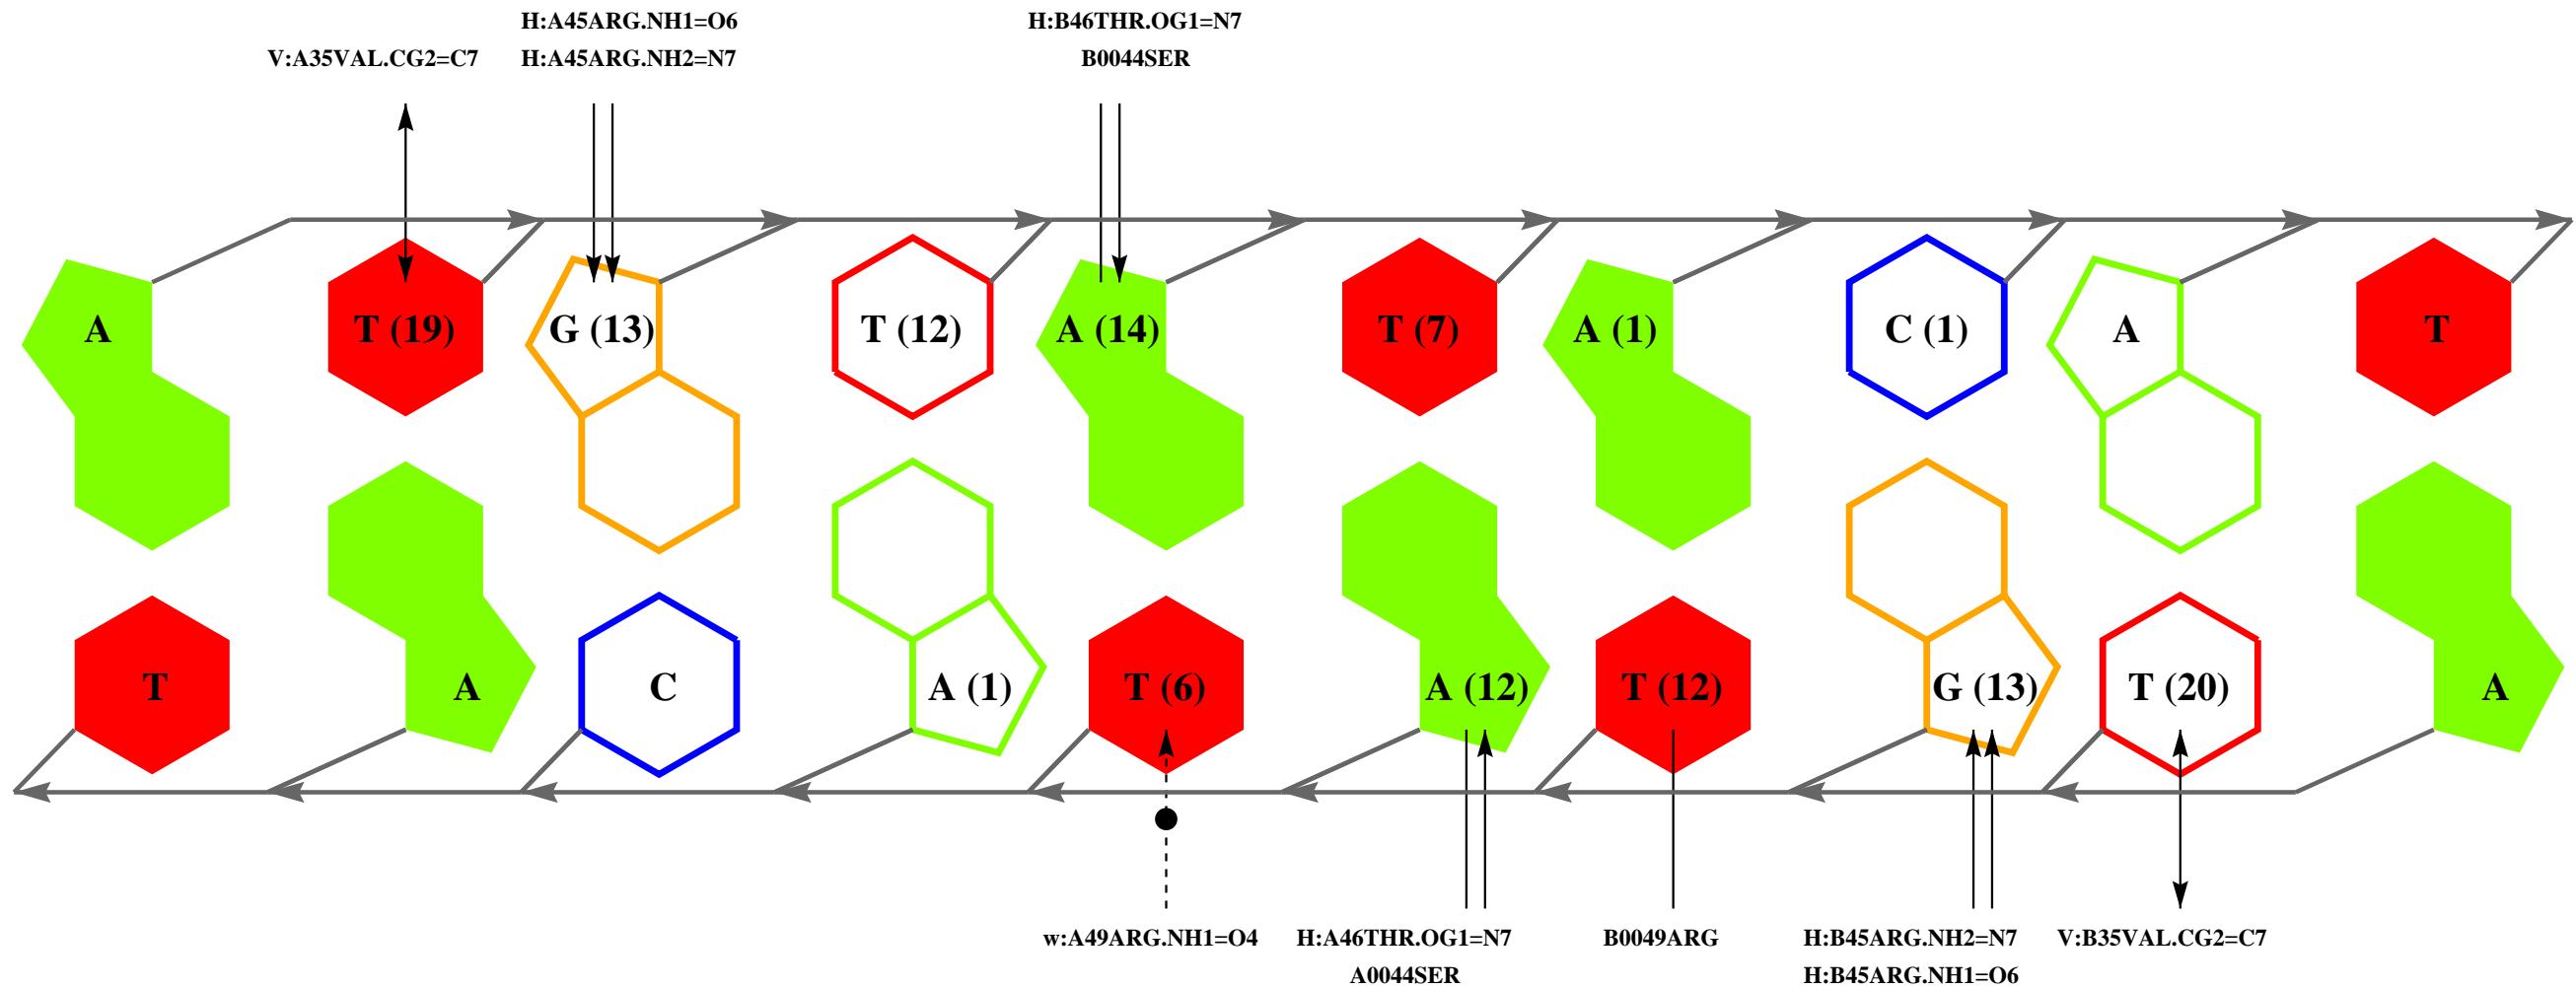 H:A45ARG.NH1=O6 H:B46THR.OG1=N7
V:A35VAL.CG2=C7 H:A45ARG.NH2=N7 B0044SER
A T (19) G (13) T (12) A (14) T (7) A (1) C (1) A T
T A C A (1) T (6) A (12) T (12) G (13) T (20) A
w:A49ARG.NH1=O4 H:A46THR.OG1=N7 B0049ARG H:B45ARG.NH2=N7 V:B35VAL.CG2=C7
A0044SER H:B45ARG.NH1=O6